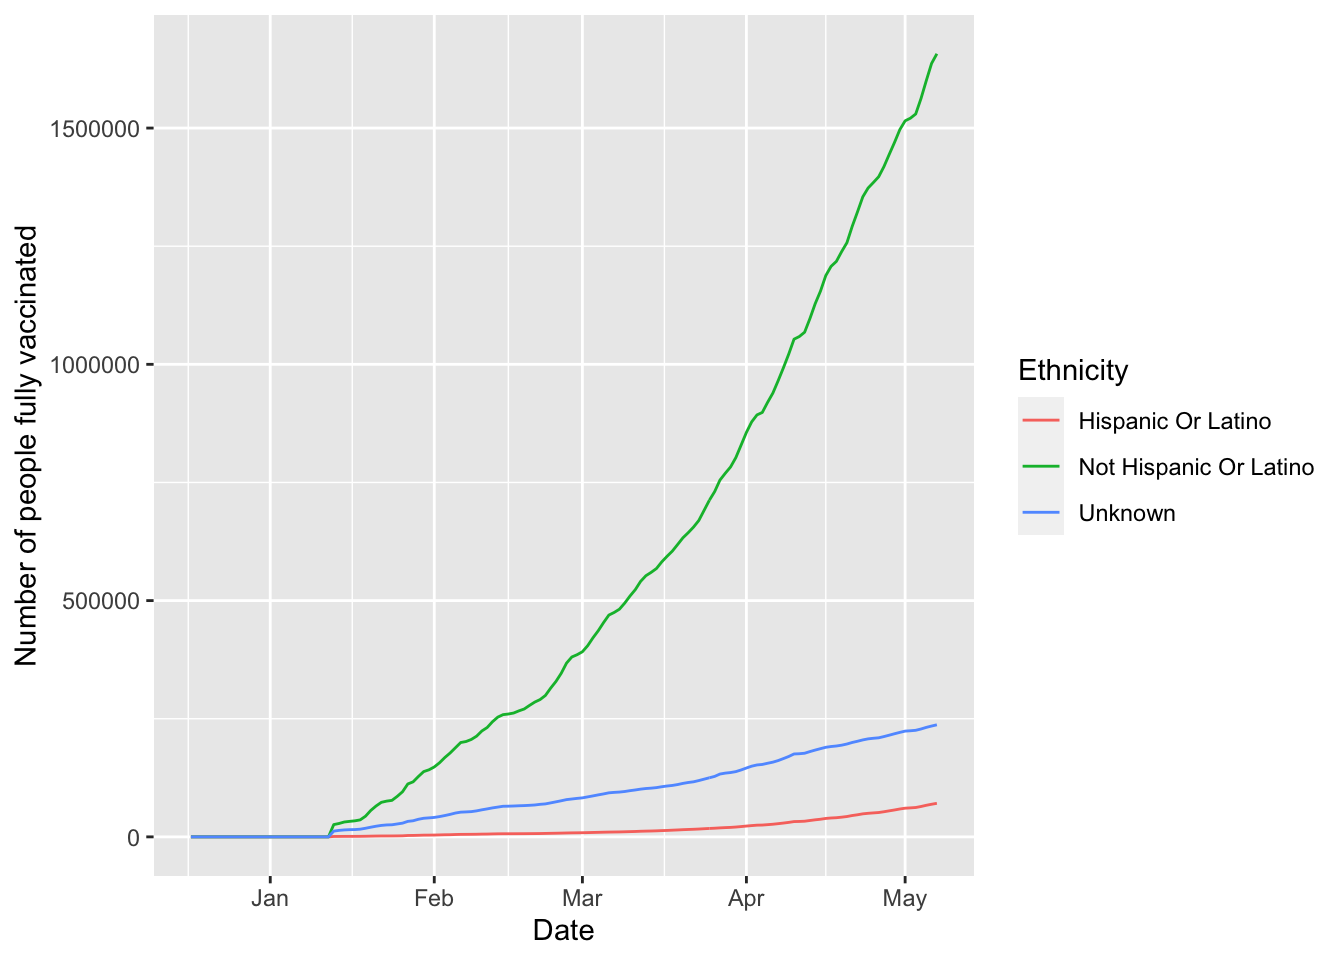 Number of people fully vaccinated
1500000
1000000
500000
0
Jan Feb Mar Apr May
Date
Ethnicity
Hispanic Or Latino
Not Hispanic Or Latino
Unknown